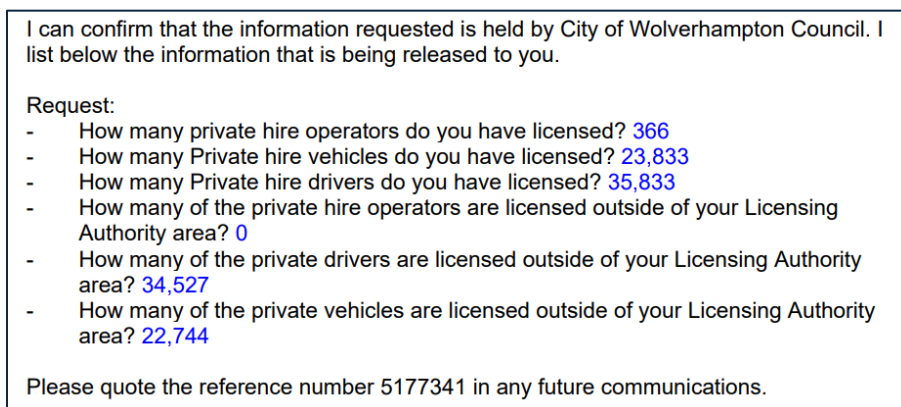 I can confirm that the information requested is held by City of Wolverhampton Council. I
list below the information that is being released to you.
Request:
- How many private hire operators do you have licensed? 366
- How many Private hire vehicles do you have licensed? 23,833
- How many Private hire drivers do you have licensed? 35,833
- How many of the private hire operators are licensed outside of your Licensing
Authority area? 0
- How many of the private drivers are licensed outside of your Licensing Authority
area? 34,527
- How many of the private vehicles are licensed outside of your Licensing Authority
area? 22,744
Please quote the reference number 5177341 in any future communications.